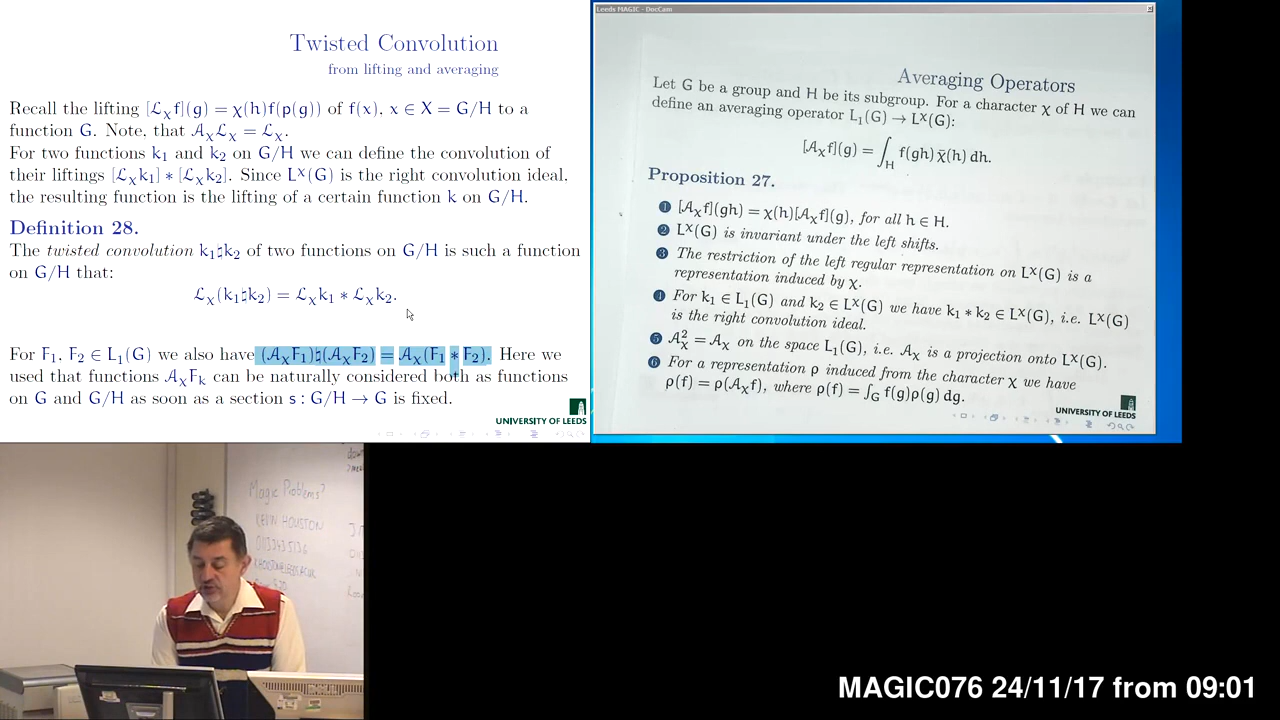 Twisted Convolution
from lifting and averaging
Recall the lifting [ℒχf](g) = χ(h)f(p(g)) of f(x), x ∈ X = G/H to a
function G. Note, that 𝒜χℒχ = ℒχ.
For two functions k₁ and k₂ on G/H we can define the convolution of
their liftings [ℒχk₁] ∗ [ℒχk₂]. Since Lχ(G) is the right convolution ideal,
the resulting function is the lifting of a certain function k on G/H.
Definition 28.
The twisted convolution k₁♮k₂ of two functions on G/H is such a function
on G/H that:
ℒχ(k₁♮k₂) = ℒχk₁ ∗ ℒχk₂.
For F₁, F₂ ∈ L₁(G) we also have (𝒜χF₁)♮(𝒜χF₂) = 𝒜χ(F₁ ∗ F₂). Here we
used that functions 𝒜χFₖ can be naturally considered both as functions
on G and G/H as soon as a section s : G/H → G is fixed.
UNIVERSITY OF LEEDS
Leeds MAGIC - DocCam
Averaging Operators
Let G be a group and H be its subgroup. For a character χ of H we can
define an averaging operator L₁(G) → Lχ(G):
[𝒜χf](g) = ∫H f(gh) χ̄(h) dh.
Proposition 27.
1 [𝒜χf](gh) = χ(h)[𝒜χf](g), for all h ∈ H.
2 Lχ(G) is invariant under the left shifts.
3 The restriction of the left regular representation on Lχ(G) is a
representation induced by χ.
4 For k₁ ∈ L₁(G) and k₂ ∈ Lχ(G) we have k₁ ∗ k₂ ∈ Lχ(G), i.e. Lχ(G)
is the right convolution ideal.
5 𝒜χ² = 𝒜χ on the space L₁(G), i.e. 𝒜χ is a projection onto Lχ(G).
6 For a representation ρ induced from the character χ we have
ρ(f) = ρ(𝒜χf), where ρ(f) = ∫G f(g)ρ(g) dg.
UNIVERSITY OF LEEDS
Magic Problems?
KEVIN HOUSTON
MAGIC076 24/11/17 from 09:01